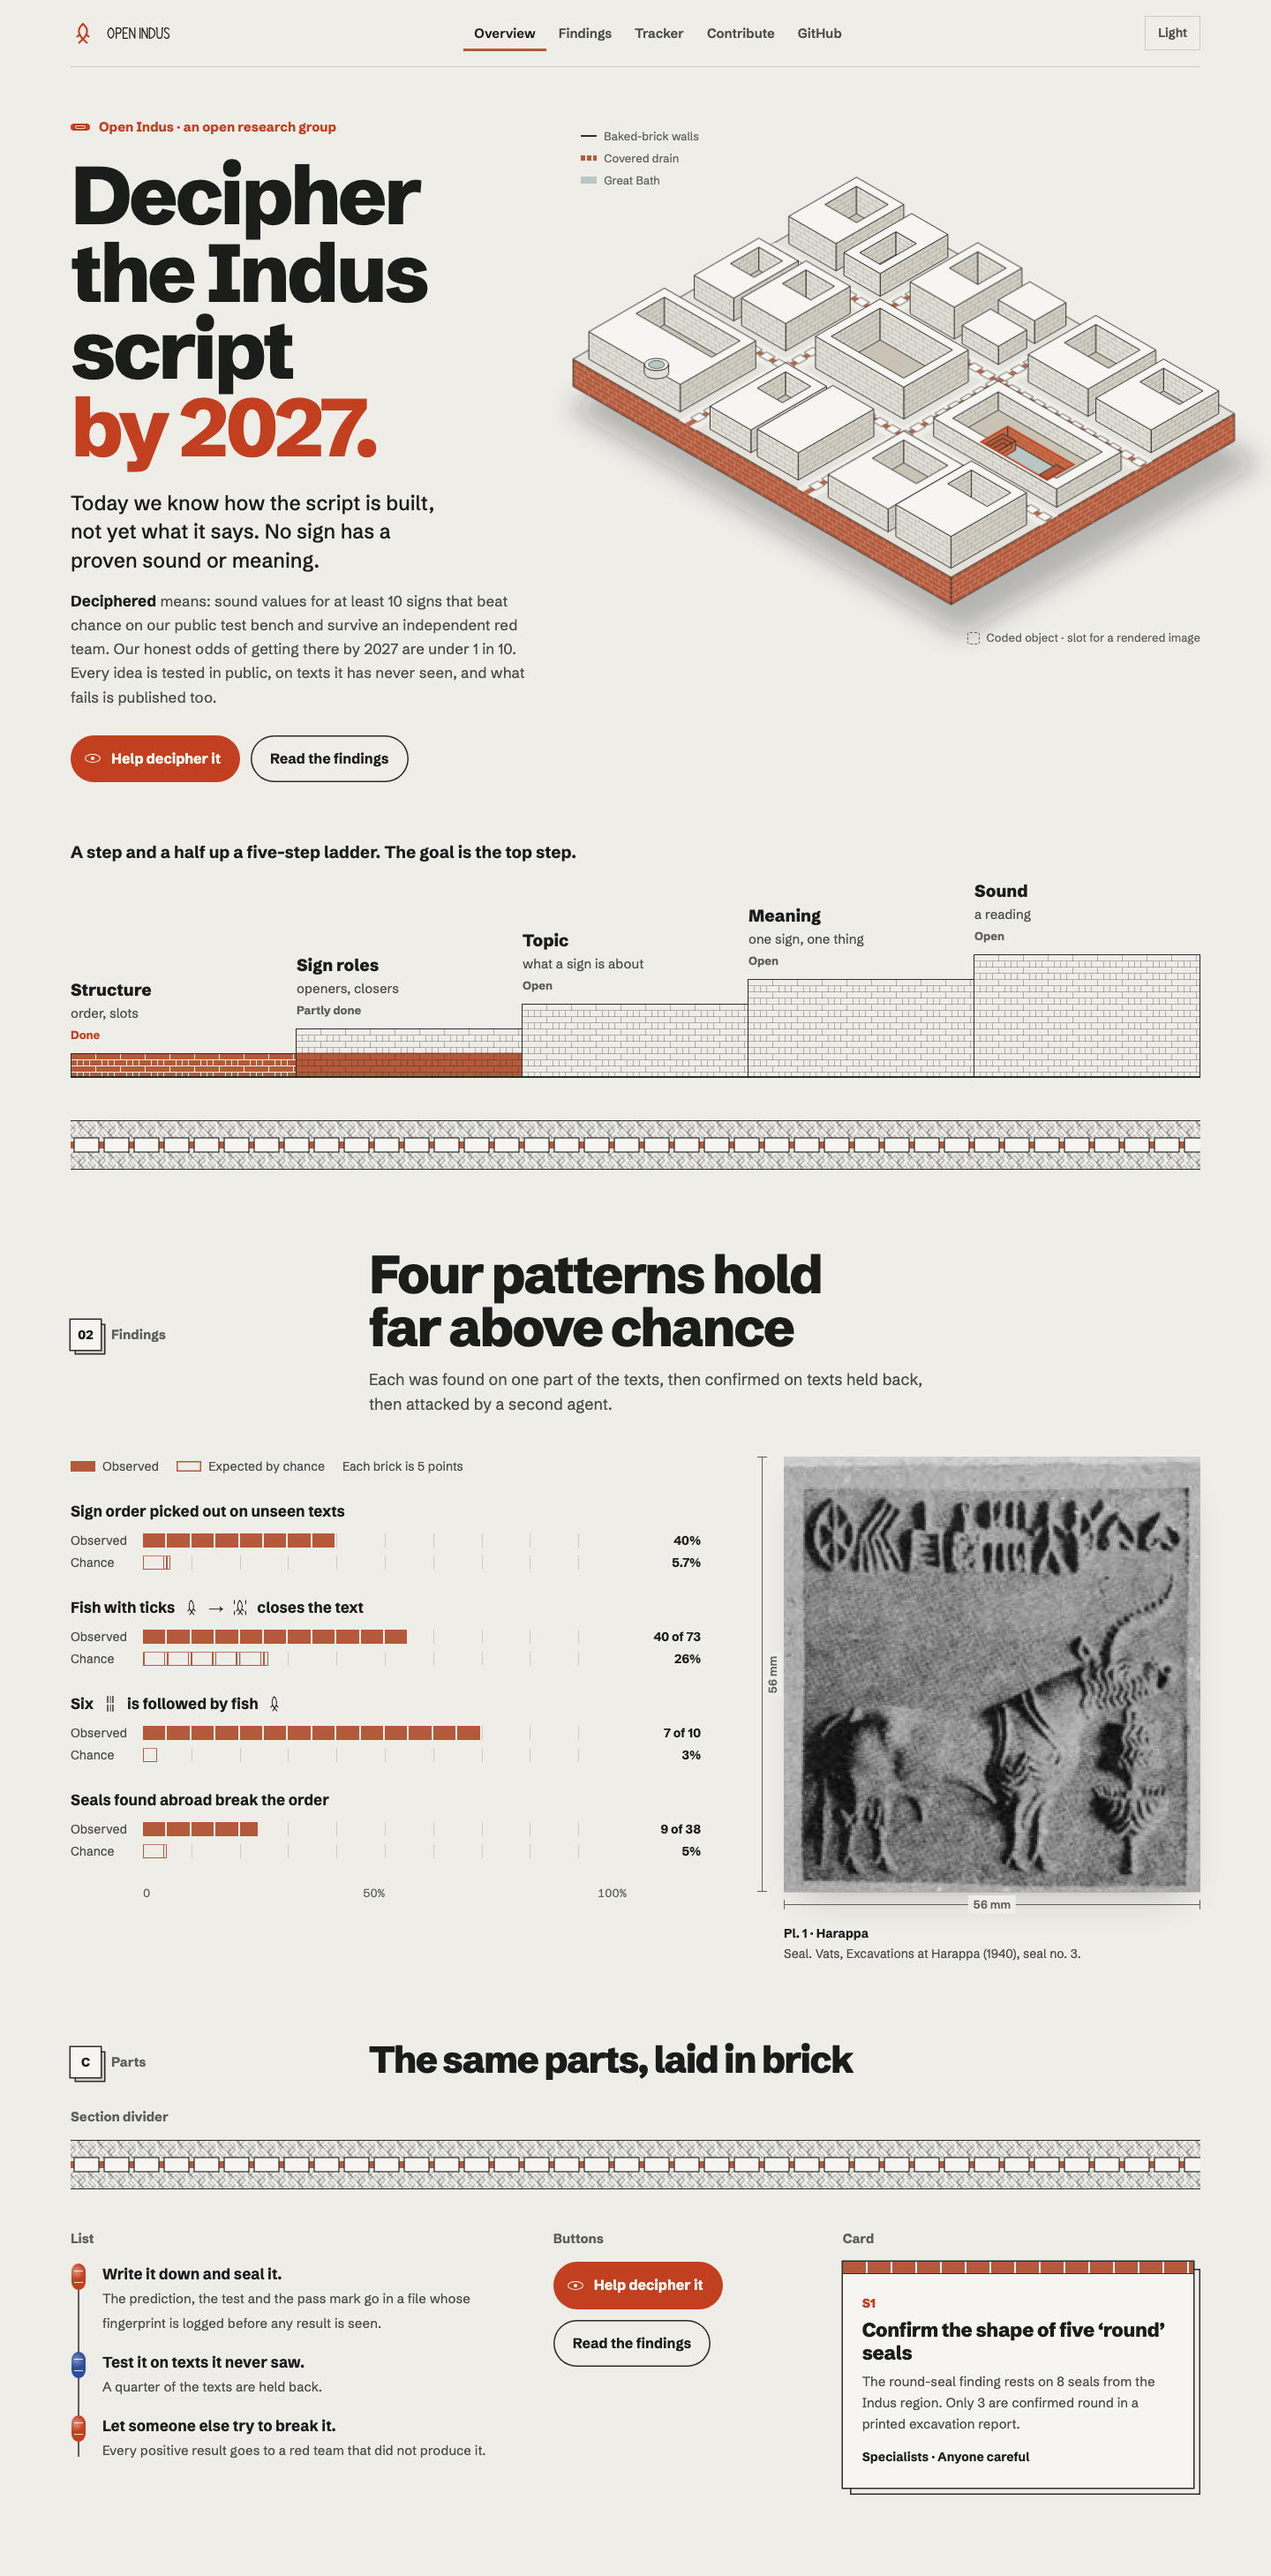 OPEN INDUS
Overview
Findings
Tracker
Contribute
GitHub
Light
Open Indus · an open research group
Decipher
the Indus
script
by 2027.
Today we know how the script is built,
not yet what it says. No sign has a
proven sound or meaning.
Deciphered means: sound values for at least 10 signs that beat
chance on our public test bench and survive an independent red
team. Our honest odds of getting there by 2027 are under 1 in 10.
Every idea is tested in public, on texts it has never seen, and what
fails is published too.
Help decipher it
Read the findings
Baked-brick walls
Covered drain
Great Bath
Coded object · slot for a rendered image
A step and a half up a five-step ladder. The goal is the top step.
Structure
order, slots
Done
Sign roles
openers, closers
Partly done
Topic
what a sign is about
Open
Meaning
one sign, one thing
Open
Sound
a reading
Open
02 Findings
Four patterns hold
far above chance
Each was found on one part of the texts, then confirmed on texts held back,
then attacked by a second agent.
Observed
Expected by chance
Each brick is 5 points
Sign order picked out on unseen texts
Observed 40%
Chance 5.7%
Fish with ticks → closes the text
Observed 40 of 73
Chance 26%
Six is followed by fish
Observed 7 of 10
Chance 3%
Seals found abroad break the order
Observed 9 of 38
Chance 5%
0 50% 100%
56 mm
56 mm
Pl. 1 · Harappa
Seal. Vats, Excavations at Harappa (1940), seal no. 3.
C Parts
The same parts, laid in brick
Section divider
List
Write it down and seal it.
The prediction, the test and the pass mark go in a file whose
fingerprint is logged before any result is seen.
Test it on texts it never saw.
A quarter of the texts are held back.
Let someone else try to break it.
Every positive result goes to a red team that did not produce it.
Buttons
Help decipher it
Read the findings
Card
S1
Confirm the shape of five ‘round’
seals
The round-seal finding rests on 8 seals from the
Indus region. Only 3 are confirmed round in a
printed excavation report.
Specialists · Anyone careful